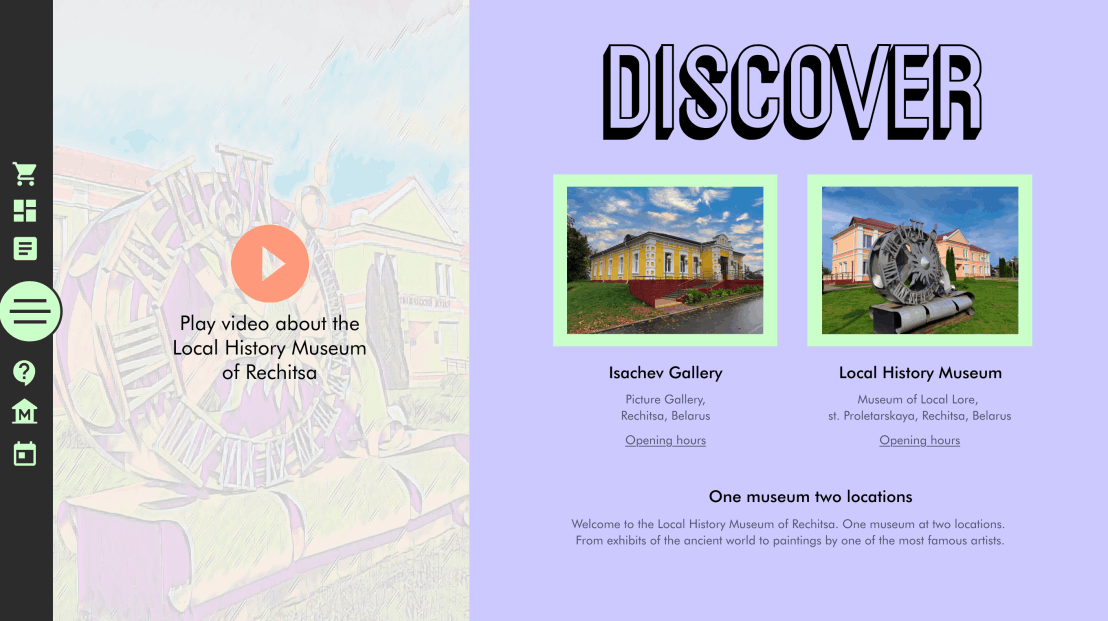 DISCOVER
Play video about the
Local History Museum
of Rechitsa
Isachev Gallery
Picture Gallery,
Rechitsa, Belarus
Opening hours
Local History Museum
Museum of Local Lore,
st. Proletarskaya, Rechitsa, Belarus
Opening hours
One museum two locations
Welcome to the Local History Museum of Rechitsa. One museum at two locations.
From exhibits of the ancient world to paintings by one of the most famous artists.
M